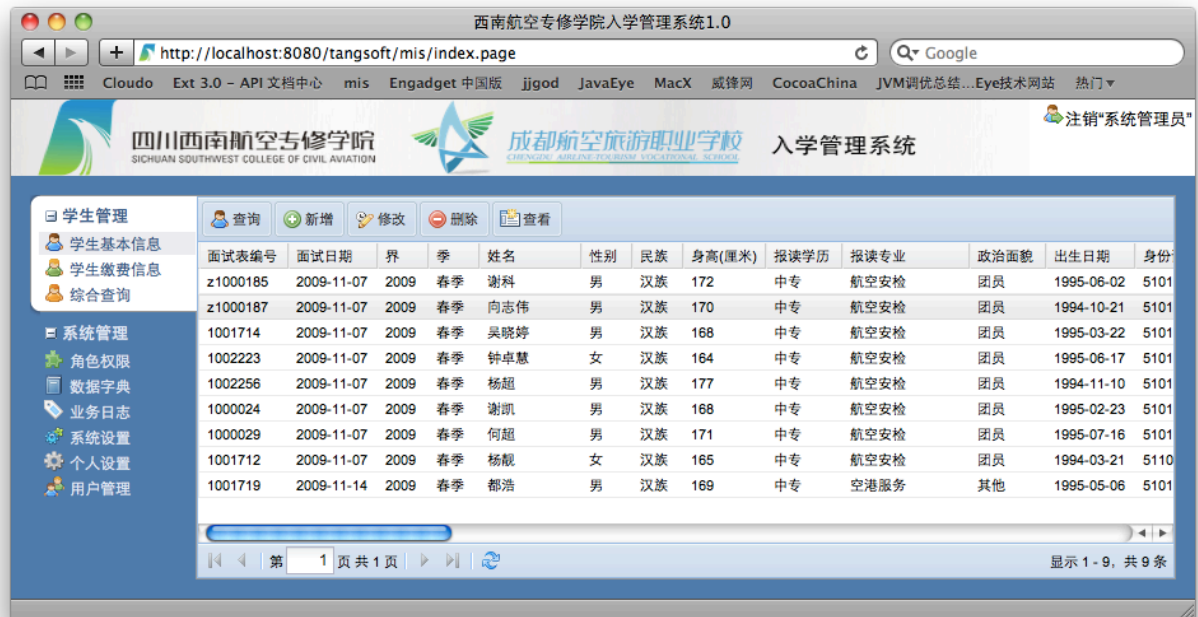 西南航空专修学院入学管理系统1.0
http://localhost:8080/tangsoft/mis/index.page
Google
Cloudo Ext 3.0 - API 文档中心 mis Engadget 中国版 jjgod JavaEye MacX 威锋网 CocoaChina JVM调优总结...Eye技术网站 热门
四川西南航空专修学院
SICHUAN SOUTHWEST COLLEGE OF CIVIL AVIATION
成都航空旅游职业学校
CHENGDU AIRLINE-TOURISM VOCATIONAL SCHOOL
入学管理系统
注销“系统管理员”
学生管理
学生基本信息
学生缴费信息
综合查询
系统管理
角色权限
数据字典
业务日志
系统设置
个人设置
用户管理
查询 新增 修改 删除 查看
面试表编号 面试日期 界 季 姓名 性别 民族 身高(厘米) 报读学历 报读专业 政治面貌 出生日期 身份
z1000185 2009-11-07 2009 春季 谢科 男 汉族 172 中专 航空安检 团员 1995-06-02 5101
z1000187 2009-11-07 2009 春季 向志伟 男 汉族 170 中专 航空安检 团员 1994-10-21 5101
1001714 2009-11-07 2009 春季 吴晓婷 男 汉族 168 中专 航空安检 团员 1995-03-22 5101
1002223 2009-11-07 2009 春季 钟卓慧 女 汉族 164 中专 航空安检 团员 1995-06-17 5101
1002256 2009-11-07 2009 春季 杨超 男 汉族 177 中专 航空安检 团员 1994-11-10 5101
1000024 2009-11-07 2009 春季 谢凯 男 汉族 168 中专 航空安检 团员 1995-02-23 5101
1000029 2009-11-07 2009 春季 何超 男 汉族 171 中专 航空安检 团员 1995-07-16 5101
1001712 2009-11-07 2009 春季 杨靓 女 汉族 165 中专 航空安检 团员 1994-03-21 5110
1001719 2009-11-14 2009 春季 都浩 男 汉族 169 中专 空港服务 其他 1995-05-06 5101
第 1 页 共 1 页
显示 1 - 9, 共 9 条